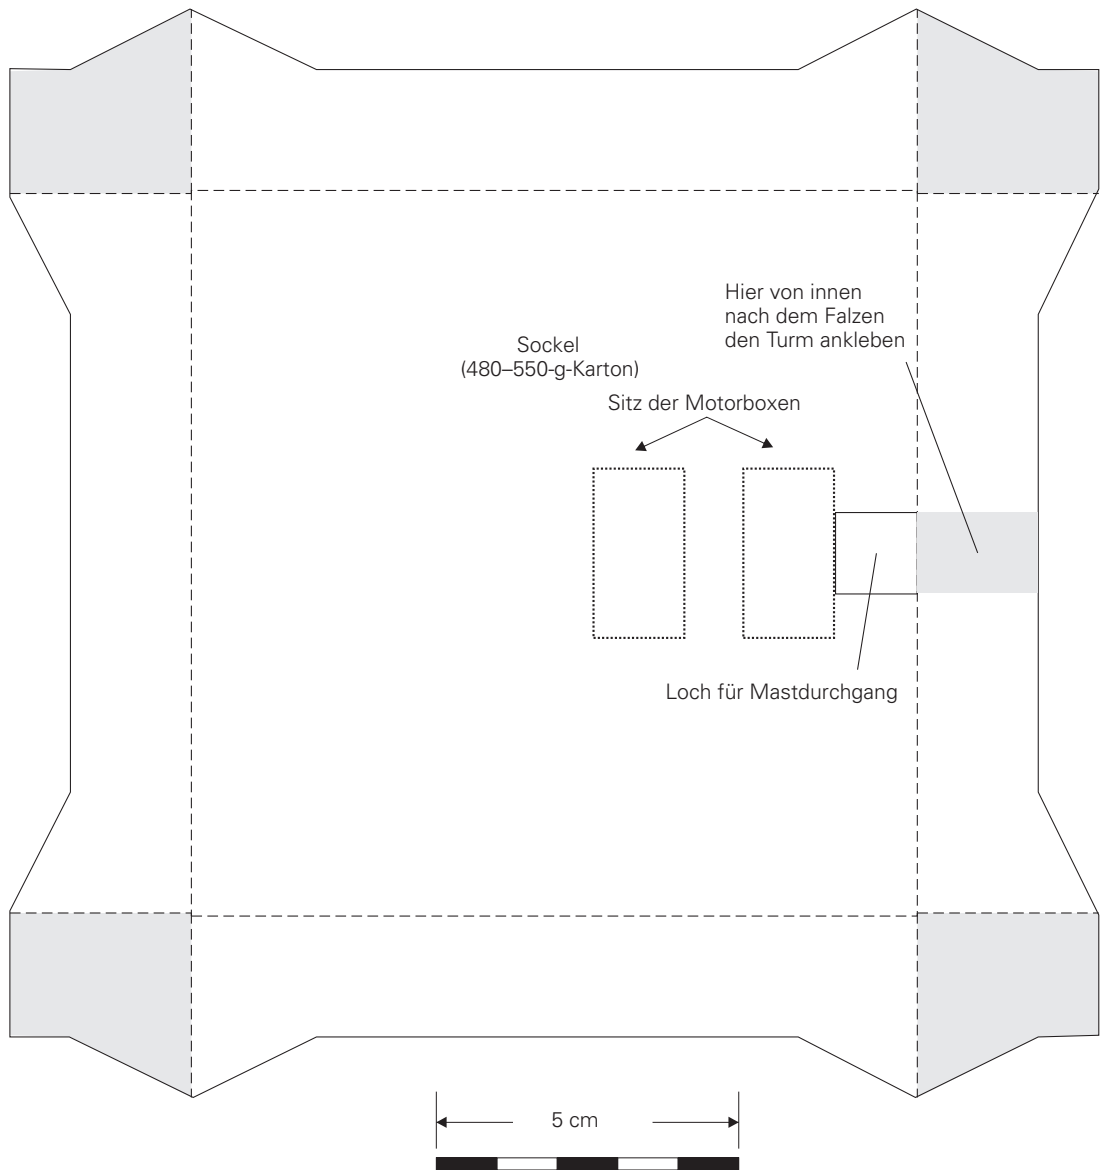 Hier von innen
nach dem Falzen
den Turm ankleben
Sockel
(480–550-g-Karton)
Sitz der Motorboxen
Loch für Mastdurchgang
5 cm